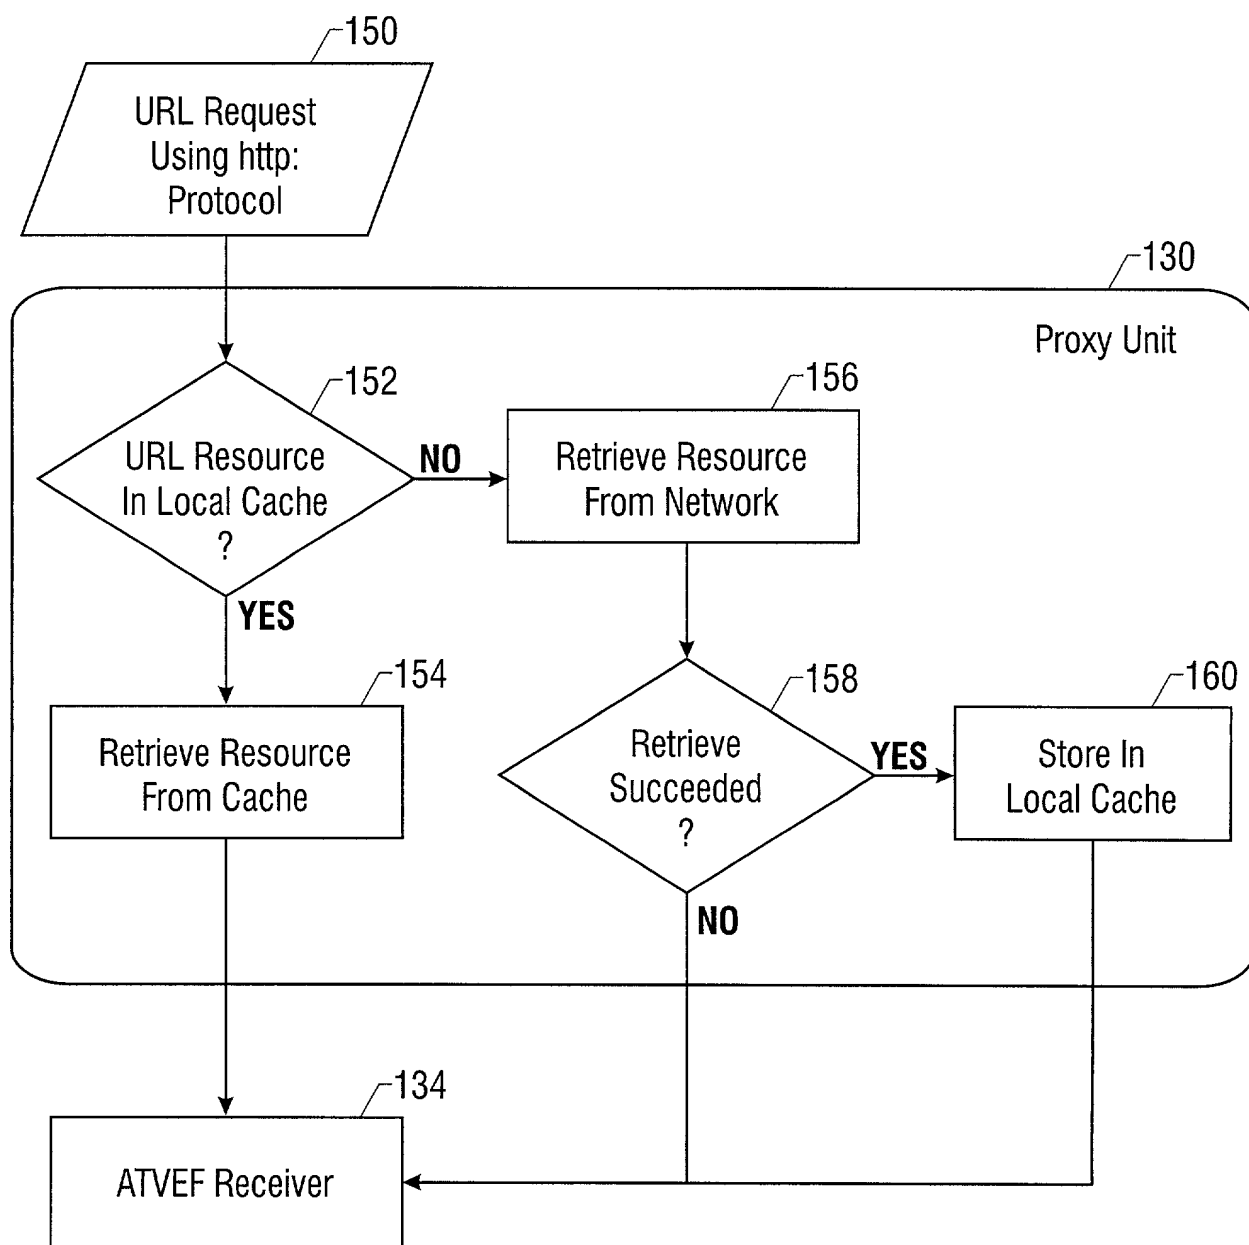 150
URL Request
Using http:
Protocol
130
Proxy Unit
152
URL Resource
In Local Cache
?
NO
YES
156
Retrieve Resource
From Network
154
Retrieve Resource
From Cache
158
Retrieve
Succeeded
?
YES
NO
160
Store In
Local Cache
134
ATVEF Receiver